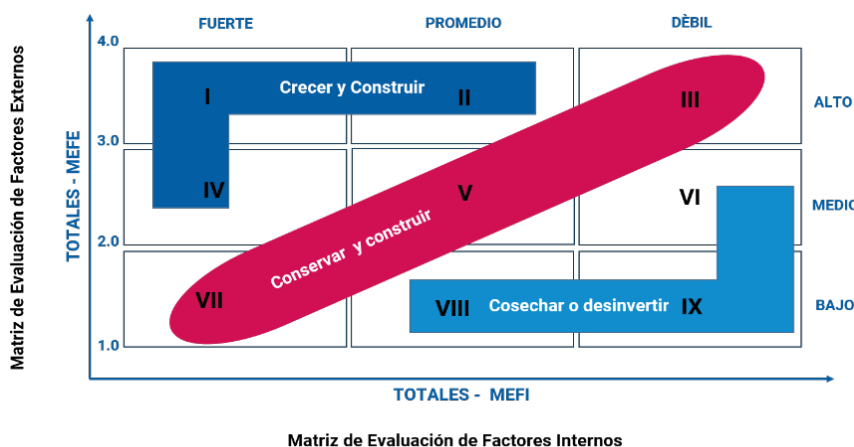 FUERTE
PROMEDIO
DÈBIL
4.0
I
Crecer y Construir
II
III
ALTO
3.0
IV
V
VI
MEDIO
2.0
Conservar y construir
VII
VIII
Cosechar o desinvertir
IX
BAJO
1.0
TOTALES - MEFE
Matriz de Evaluación de Factores Externos
TOTALES - MEFI
Matriz de Evaluación de Factores Internos